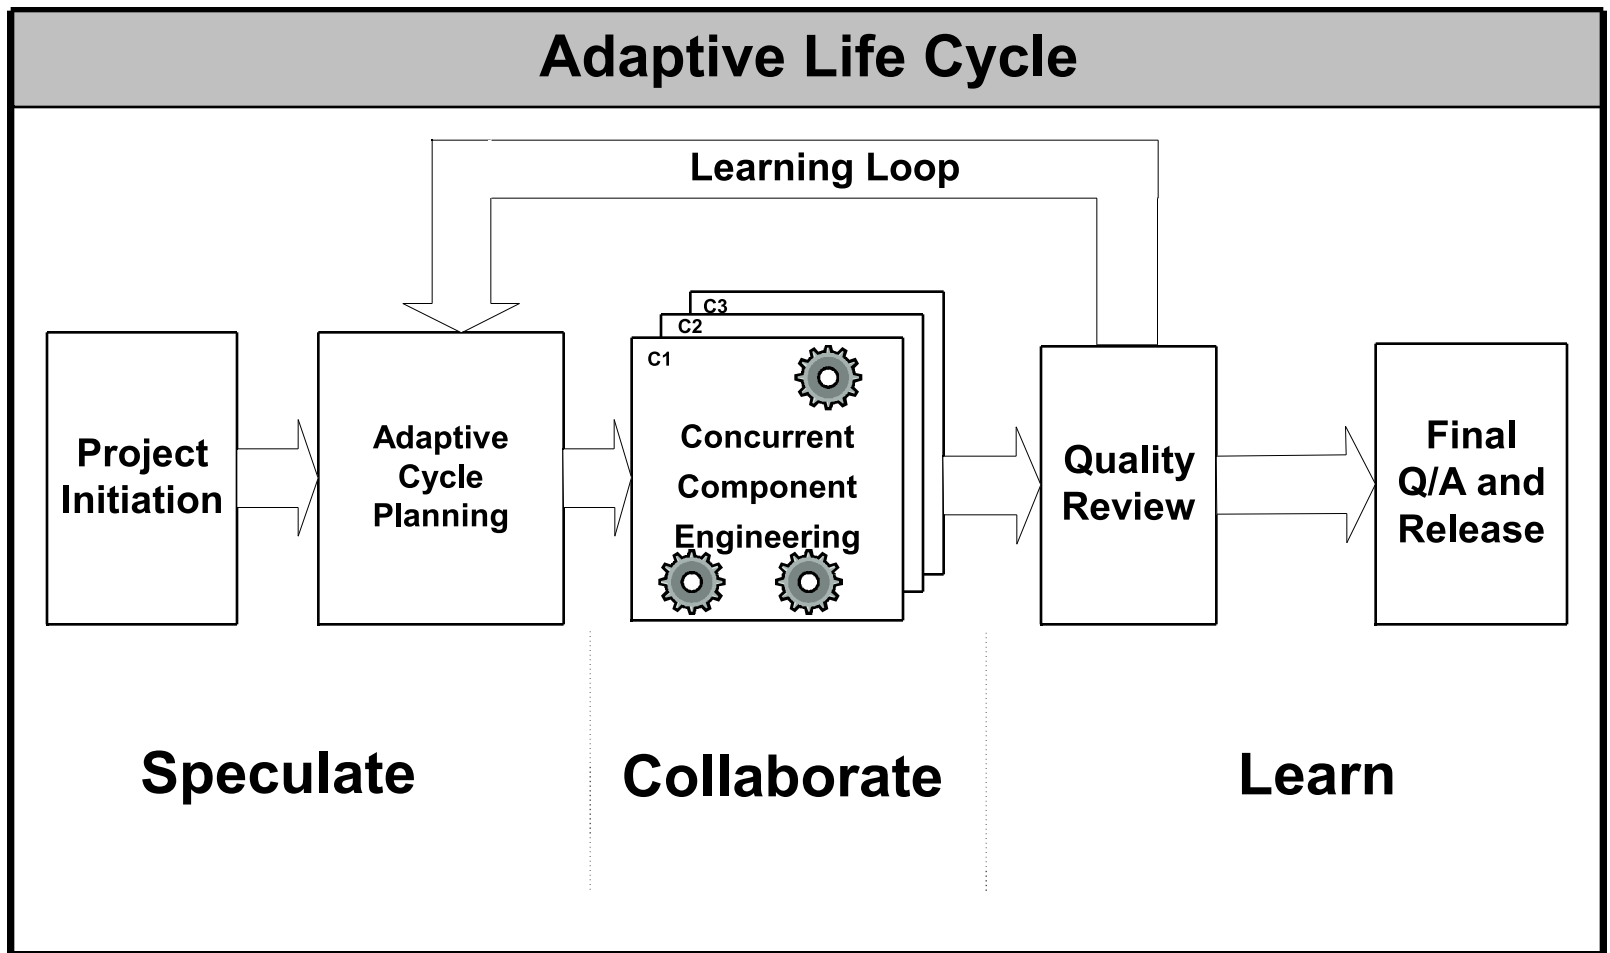 Adaptive Life Cycle
Learning Loop
Project
Initiation
Adaptive
Cycle
Planning
C3
C2
C1
Concurrent
Component
Engineering
Quality
Review
Final
Q/A and
Release
Speculate
Collaborate
Learn